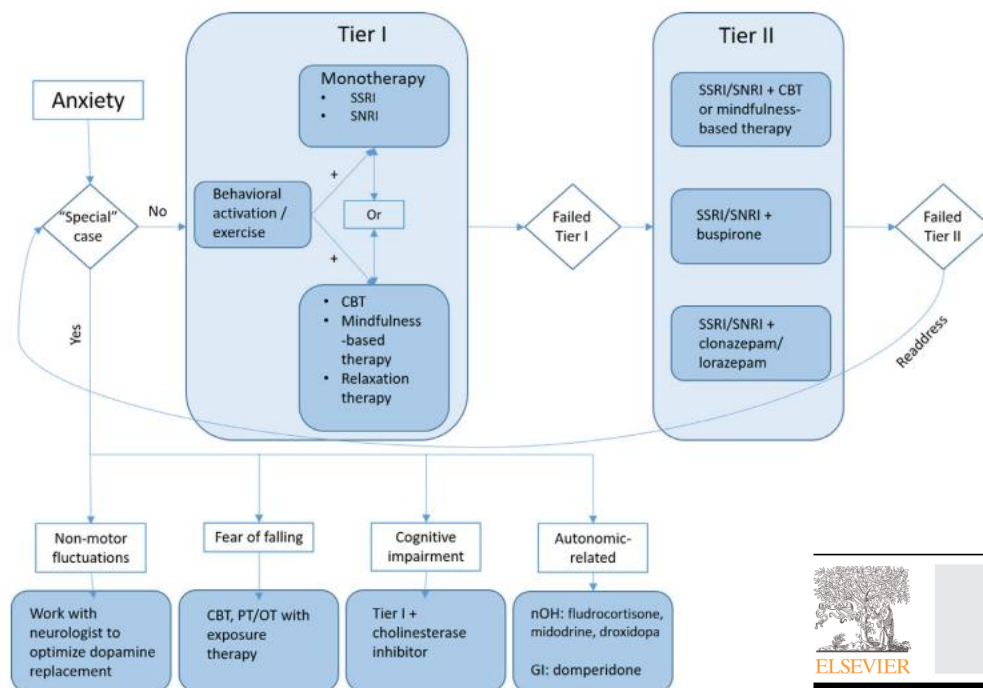 Anxiety
"Special"
case
No
Yes
Tier I
Behavioral
activation /
exercise
+
+
Monotherapy
• SSRI
• SNRI
Or
• CBT
• Mindfulness
-based
therapy
• Relaxation
therapy
Failed
Tier I
Tier II
SSRI/SNRI + CBT
or mindfulness-
based therapy
SSRI/SNRI +
buspirone
SSRI/SNRI +
clonazepam/
lorazepam
Failed
Tier II
Readdress
Non-motor
fluctuations
Work with
neurologist to
optimize dopamine
replacement
Fear of falling
CBT, PT/OT with
exposure
therapy
Cognitive
impairment
Tier I +
cholinesterase
inhibitor
Autonomic-
related
nOH: fludrocortisone,
midodrine, droxidopa
GI: domperidone
ELSEVIER